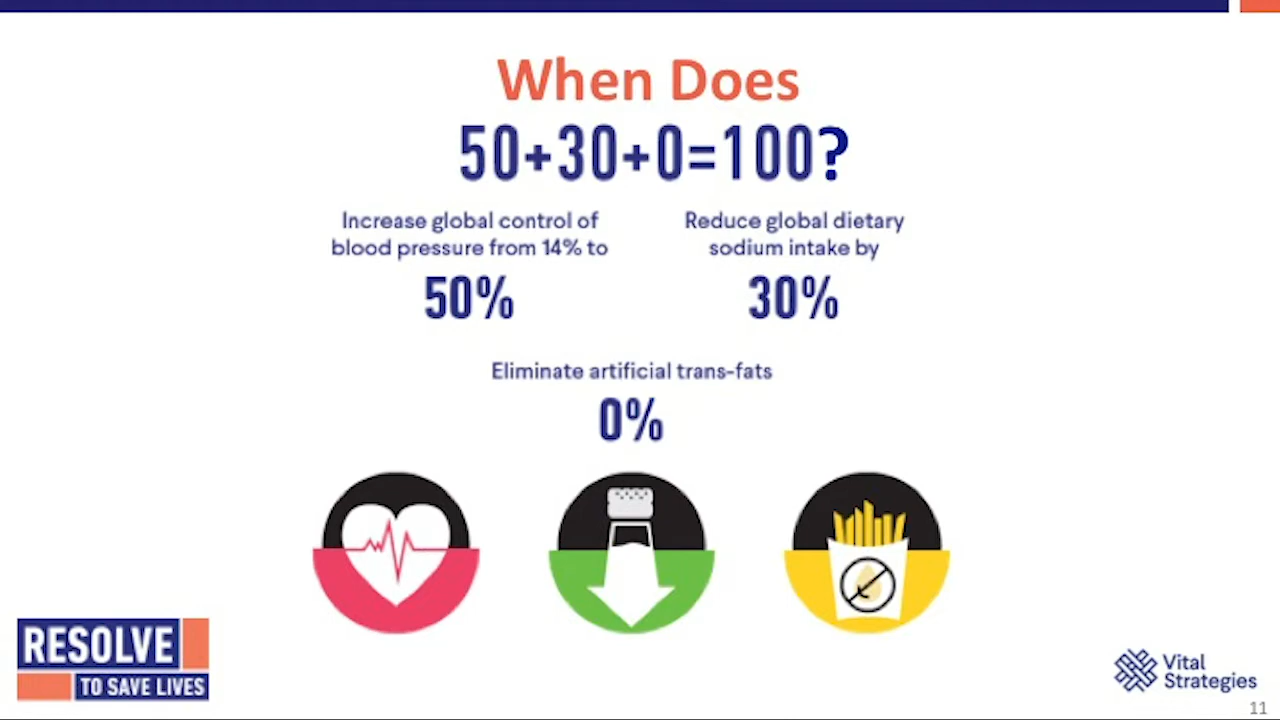 When Does
50+30+0=100?
Increase global control of
blood pressure from 14% to
50%
Reduce global dietary
sodium intake by
30%
Eliminate artificial trans-fats
0%
RESOLVE
TO SAVE LIVES
Vital
Strategies
11